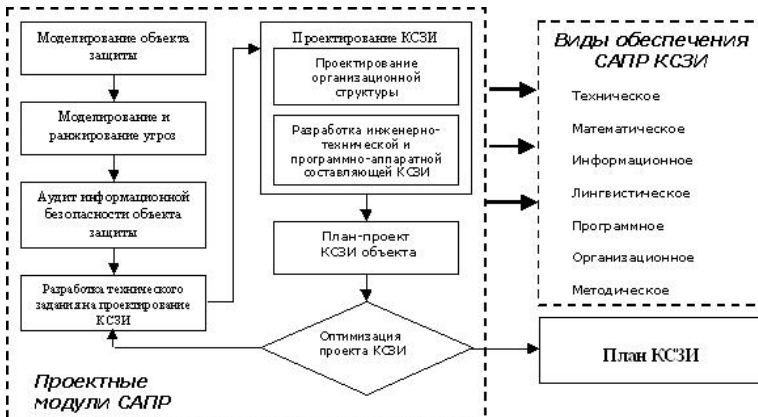 Моделирование объекта
защиты
Моделирование и
ранжирование угроз
Аудит информационной
безопасности объекта
защиты
Разработка технического
задания на проектирование
КСЗИ
Проектные
модули САПР
Проектирование КСЗИ
Проектирование
организационной
структуры
Разработка инженерно-
технической и
программно-аппаратной
составляющей КСЗИ
План-проект
КСЗИ объекта
Оптимизация
проекта КСЗИ
Виды обеспечения
САПР КСЗИ
Техническое
Математическое
Информационное
Лингвистическое
Программное
Организационное
Методическое
План КСЗИ